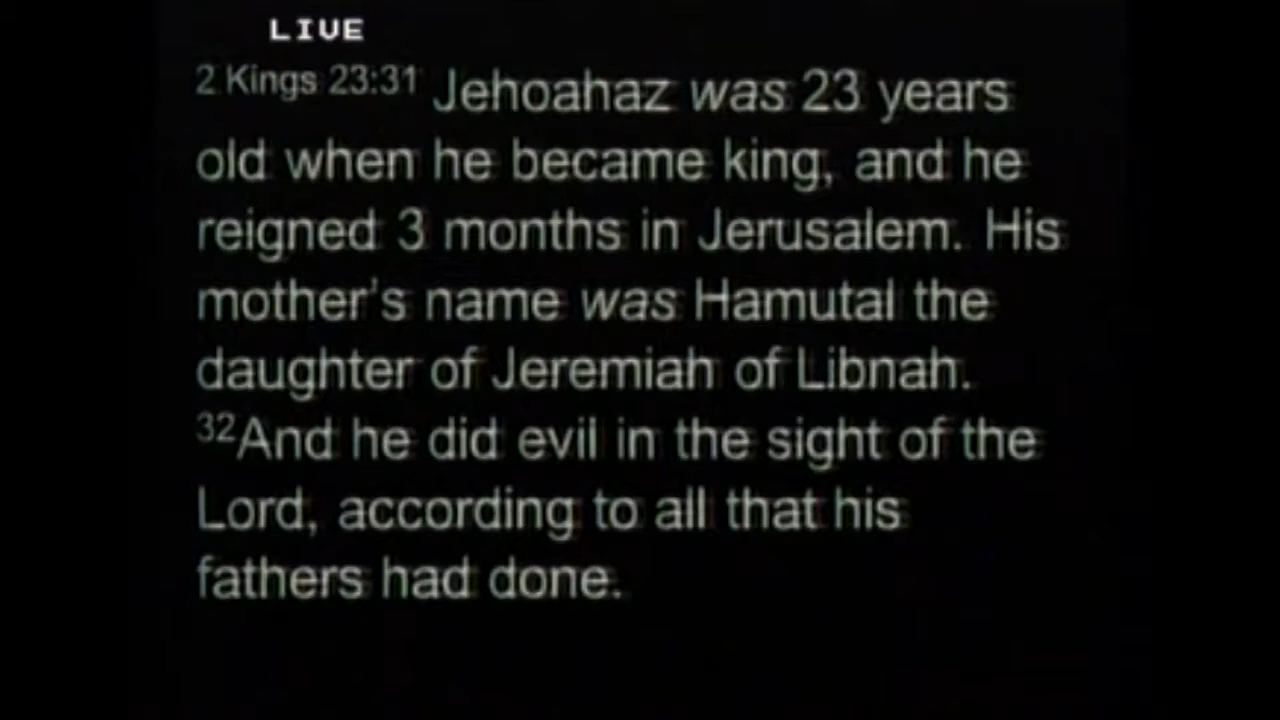 LIVE
2 Kings 23:31 Jehoahaz was 23 years
old when he became king, and he
reigned 3 months in Jerusalem. His
mother’s name was Hamutal the
daughter of Jeremiah of Libnah.
32And he did evil in the sight of the
Lord, according to all that his
fathers had done.